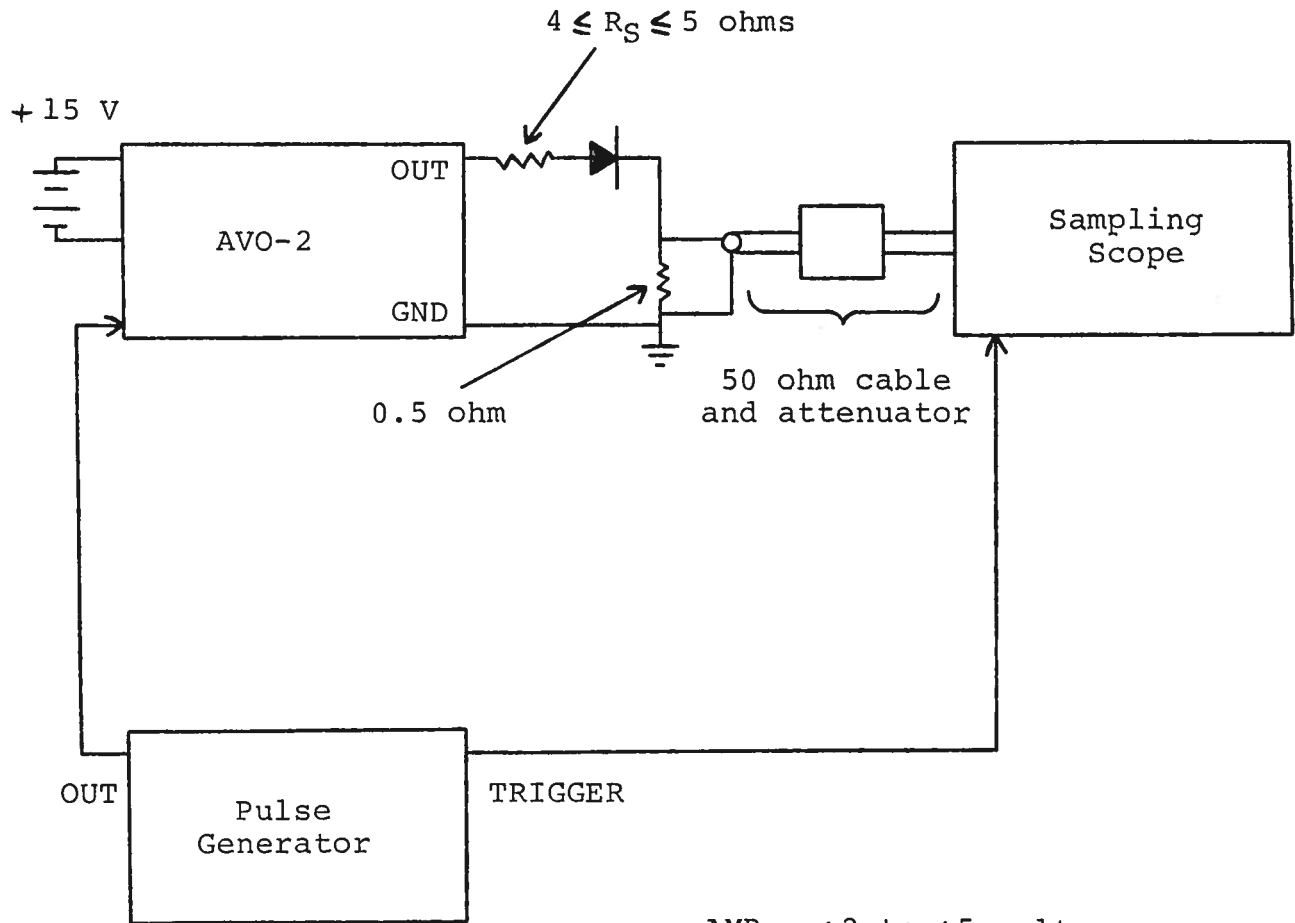 4 ≤ RS ≤ 5 ohms
+15 V
OUT
AVO-2
GND
Sampling
Scope
0.5 ohm
50 ohm cable
and attenuator
OUT
TRIGGER
Pulse
Generator